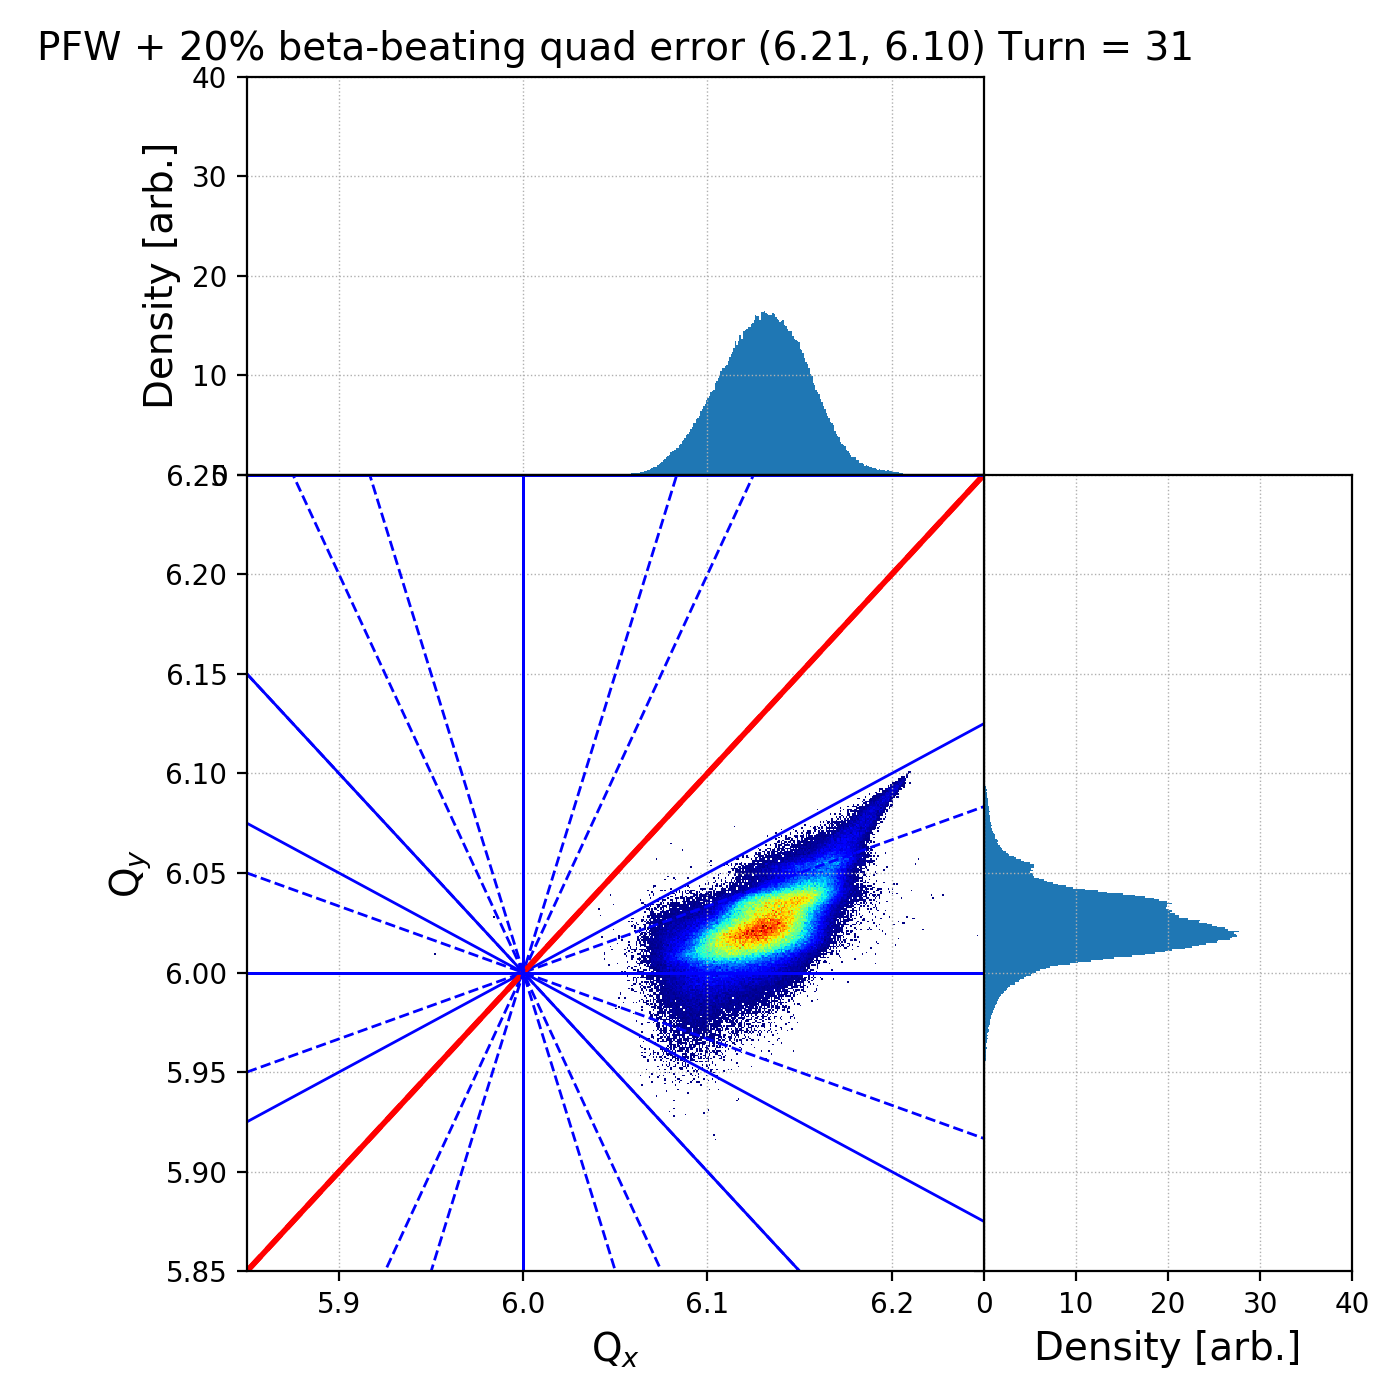 PFW + 20% beta-beating quad error (6.21, 6.10) Turn = 31
40
30
20
10
0
Density [arb.]
6.25
6.20
6.15
6.10
6.05
6.00
5.95
5.90
5.85
Qy
5.9 6.0 6.1 6.2
Qx
0 10 20 30 40
Density [arb.]